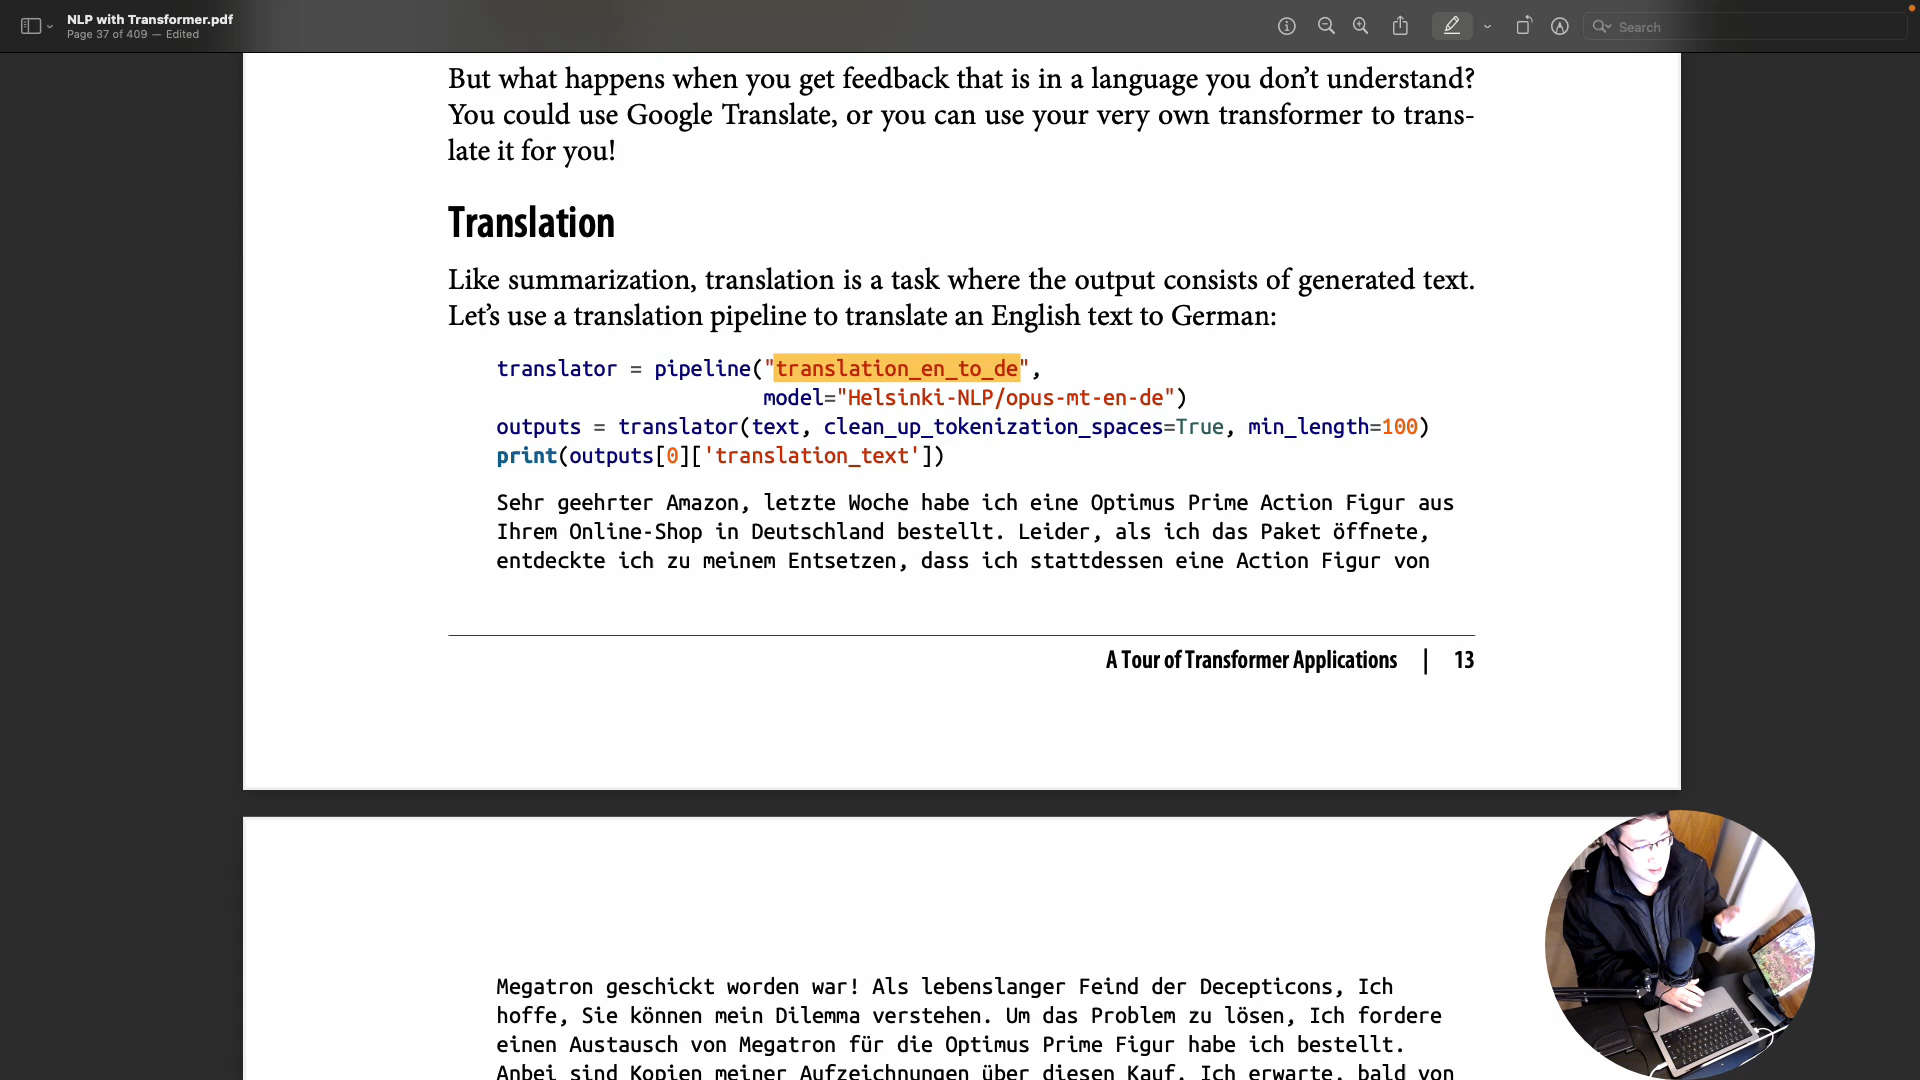 NLP with Transformer.pdf
Page 37 of 409 — Edited
Search
But what happens when you get feedback that is in a language you don’t understand?
You could use Google Translate, or you can use your very own transformer to trans-
late it for you!
Translation
Like summarization, translation is a task where the output consists of generated text.
Let’s use a translation pipeline to translate an English text to German:
translator = pipeline("translation_en_to_de",
model="Helsinki-NLP/opus-mt-en-de")
outputs = translator(text, clean_up_tokenization_spaces=True, min_length=100)
print(outputs[0]['translation_text'])
Sehr geehrter Amazon, letzte Woche habe ich eine Optimus Prime Action Figur aus
Ihrem Online-Shop in Deutschland bestellt. Leider, als ich das Paket öffnete,
entdeckte ich zu meinem Entsetzen, dass ich stattdessen eine Action Figur von
A Tour of Transformer Applications | 13
Megatron geschickt worden war! Als lebenslanger Feind der Decepticons, Ich
hoffe, Sie können mein Dilemma verstehen. Um das Problem zu lösen, Ich fordere
einen Austausch von Megatron für die Optimus Prime Figur habe ich bestellt.
Anbei sind Kopien meiner Aufzeichnungen über diesen Kauf. Ich erwarte, bald von